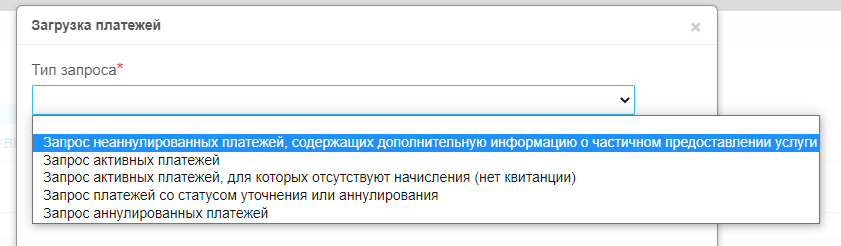 Загрузка платежей
×
Тип запроса*
Запрос неаннулированных платежей, содержащих дополнительную информацию о частичном предоставлении услуги
Запрос активных платежей
Запрос активных платежей, для которых отсутствуют начисления (нет квитанции)
Запрос платежей со статусом уточнения или аннулирования
Запрос аннулированных платежей